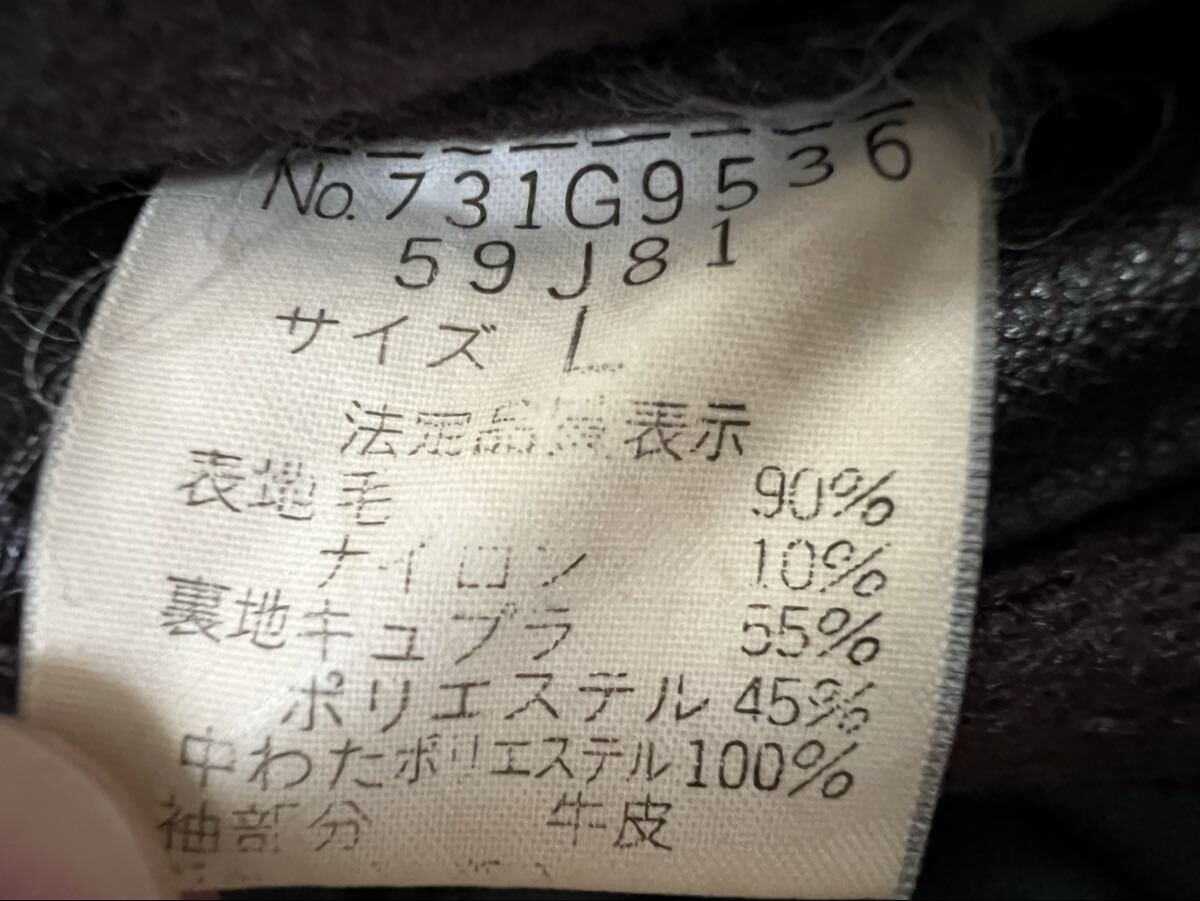 No. 731G9536
59J81
サイズ L
法定品質表示
表地毛 90%
ナイロン 10%
裏地キュプラ 55%
ポリエステル 45%
中わたポリエステル 100%
袖部分 牛皮